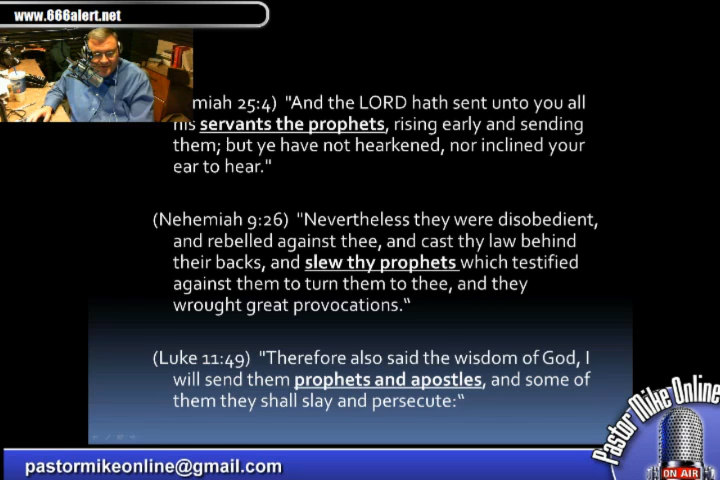 www.666alert.net
miah 25:4) "And the LORD hath sent unto you all
his servants the prophets, rising early and sending
them; but ye have not hearkened, nor inclined your
ear to hear."
(Nehemiah 9:26) "Nevertheless they were disobedient,
and rebelled against thee, and cast thy law behind
their backs, and slew thy prophets which testified
against them to turn them to thee, and they
wrought great provocations."
(Luke 11:49) "Therefore also said the wisdom of God, I
will send them prophets and apostles, and some of
them they shall slay and persecute:"
Pastor Mike Online
ON AIR
pastormikeonline@gmail.com